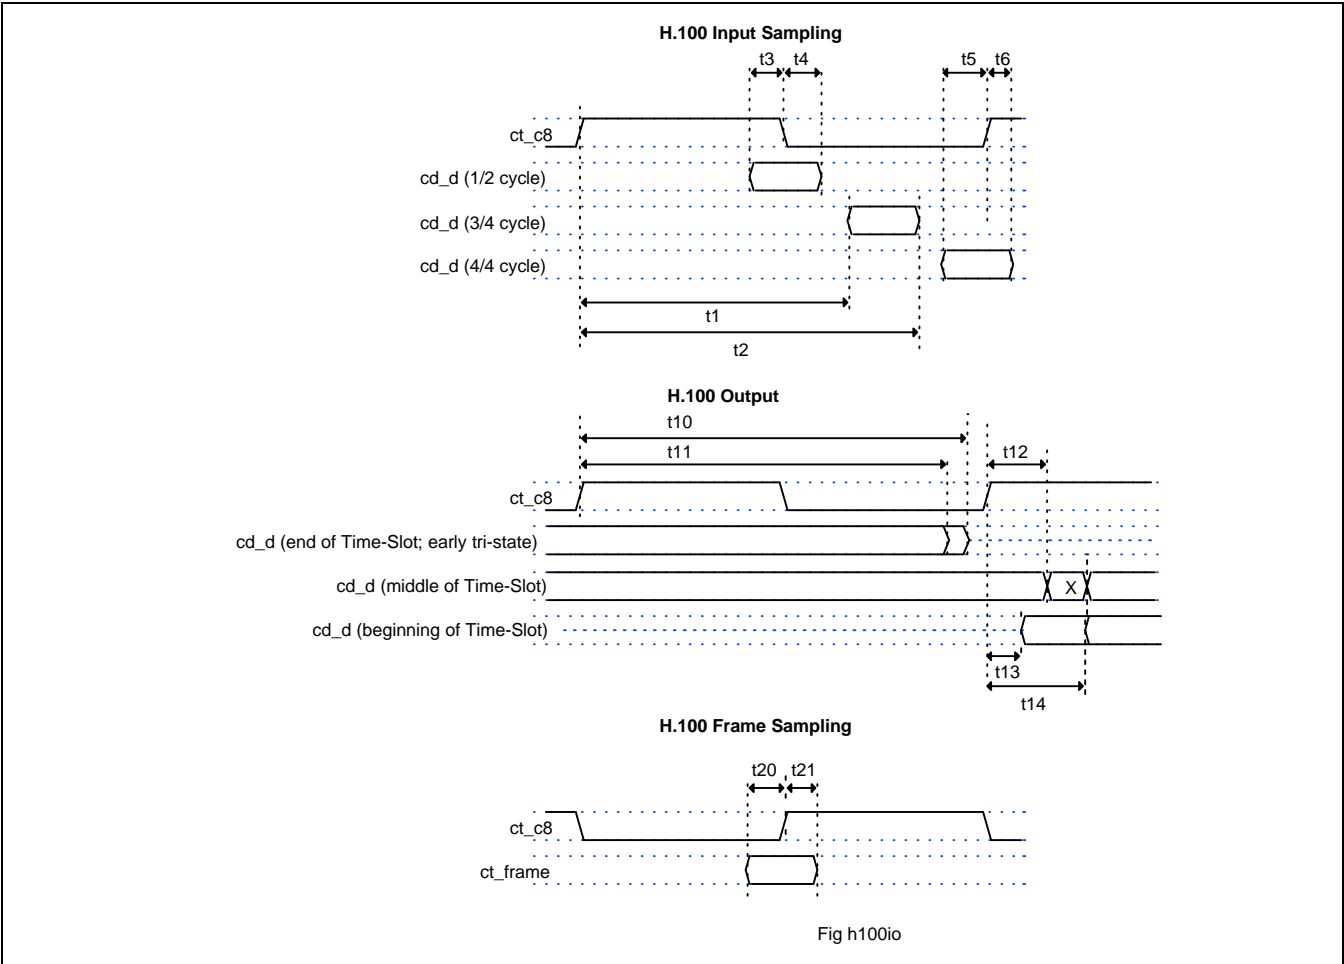 H.100 Input Sampling
t3 t4 t5 t6
ct_c8
cd_d (1/2 cycle)
cd_d (3/4 cycle)
cd_d (4/4 cycle)
t1
t2
H.100 Output
t10
t11 t12
ct_c8
cd_d (end of Time-Slot; early tri-state)
cd_d (middle of Time-Slot) X
cd_d (beginning of Time-Slot)
t13
t14
H.100 Frame Sampling
t20 t21
ct_c8
ct_frame
Fig h100io